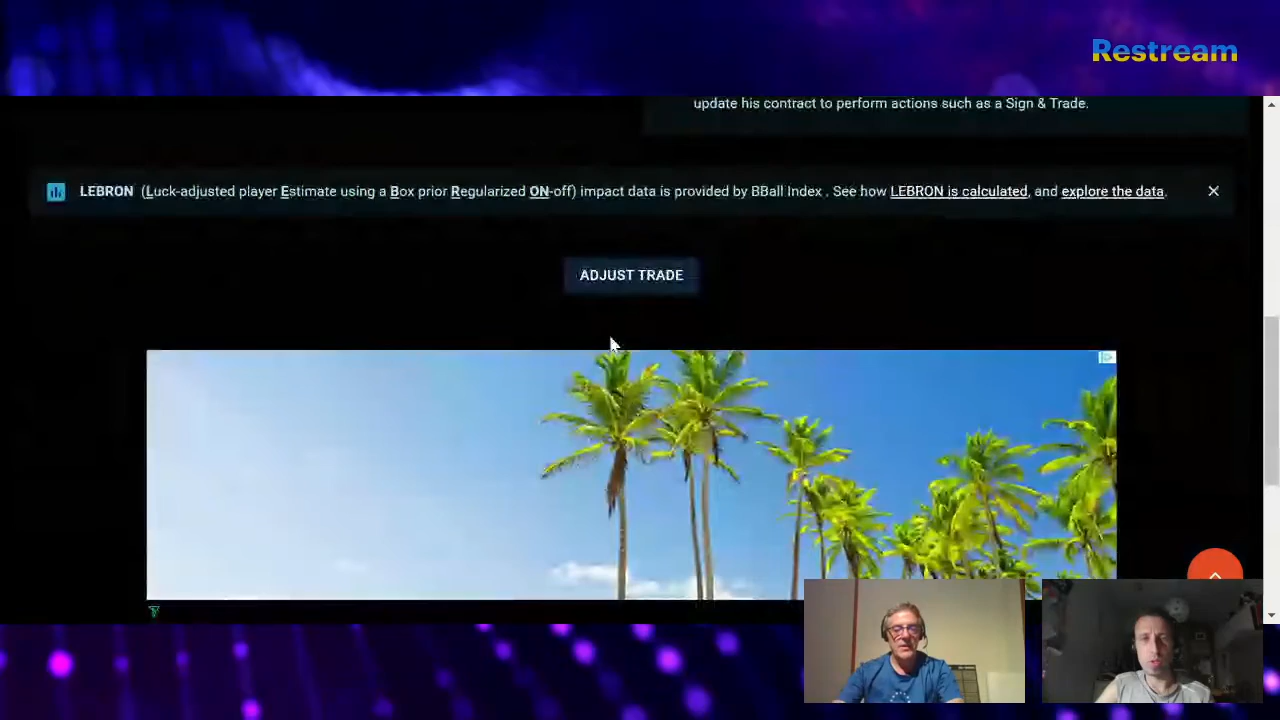 Restream
update his contract to perform actions such as a Sign & Trade.
LEBRON (Luck-adjusted player Estimate using a Box prior Regularized ON-off) impact data is provided by BBall Index . See how LEBRON is calculated, and explore the data.
ADJUST TRADE